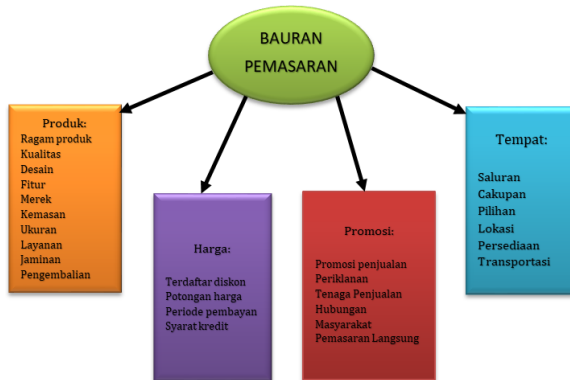 BAURAN
PEMASARAN
Produk:
Ragam produk
Kualitas
Desain
Fitur
Merek
Kemasan
Ukuran
Layanan
Jaminan
Pengembalian
Harga:
Terdaftar diskon
Potongan harga
Periode pembayan
Syarat kredit
Promosi:
Promosi penjualan
Periklanan
Tenaga Penjualan
Hubungan
Masyarakat
Pemasaran Langsung
Tempat:
Saluran
Cakupan
Pilihan
Lokasi
Persediaan
Transportasi